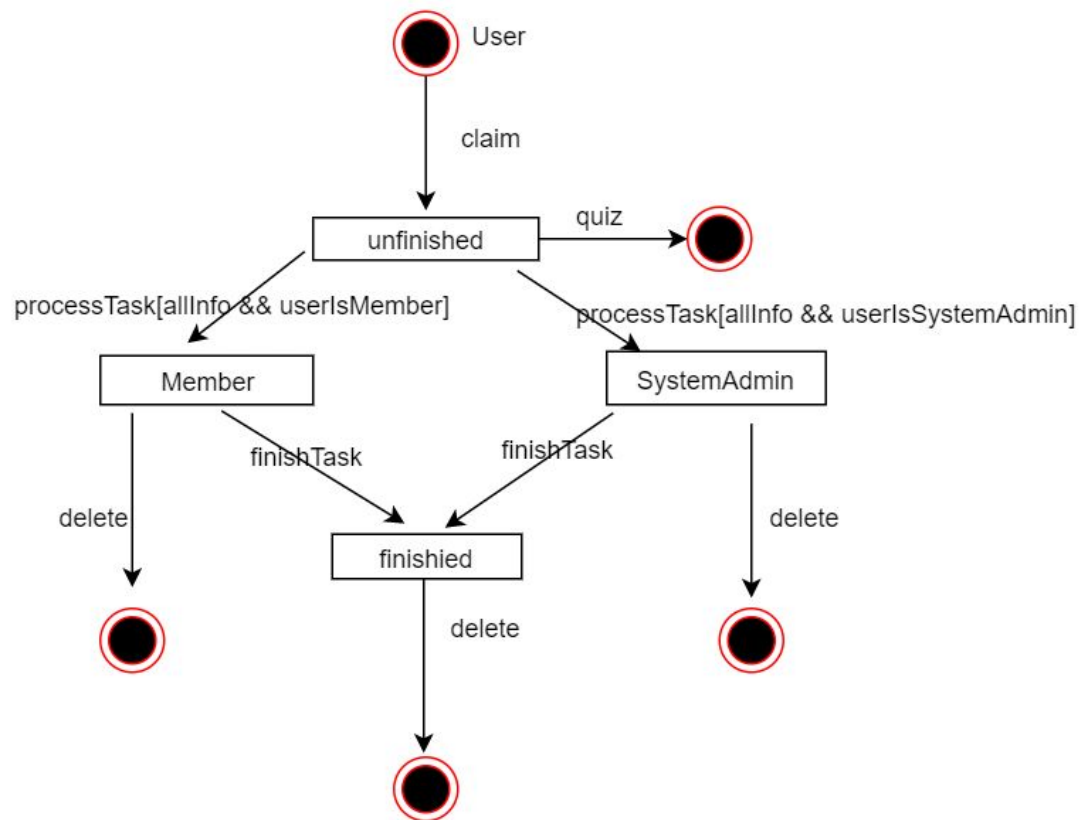 User
claim
unfinished
quiz
processTask[allInfo && userIsMember]
processTask[allInfo && userIsSystemAdmin]
Member
SystemAdmin
finishTask
finishTask
delete
delete
finishied
delete